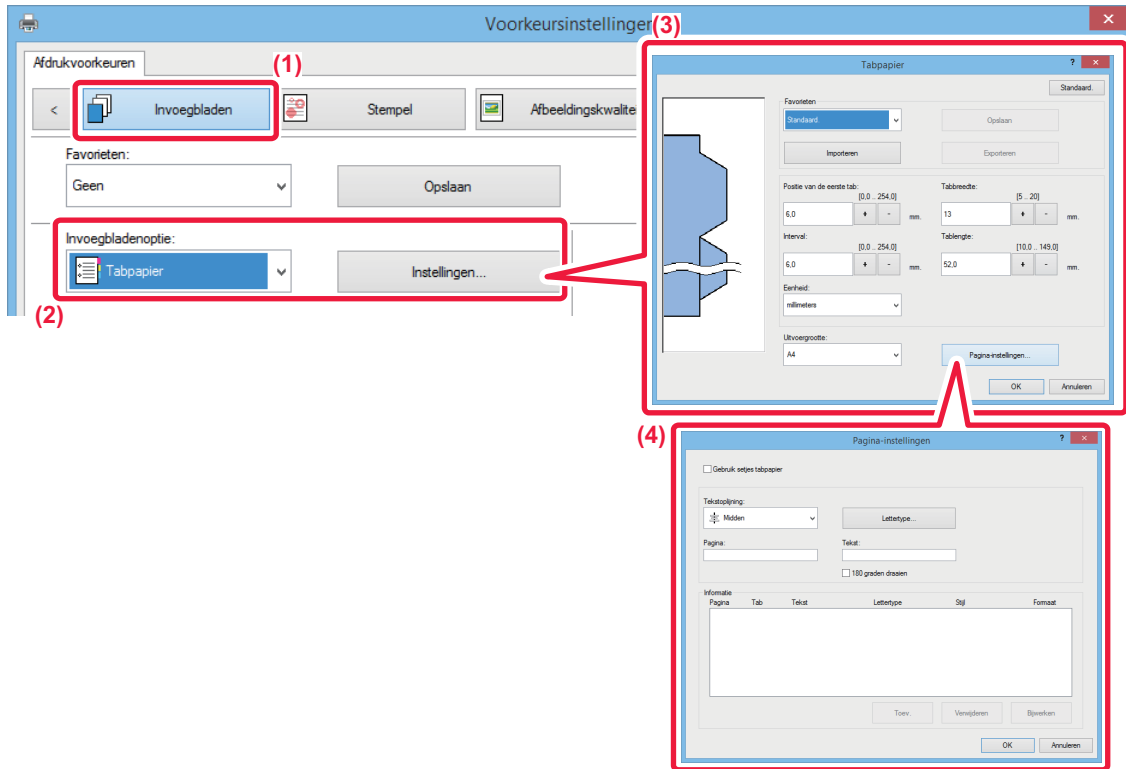 Voorkeursinstellingen
(3)
Afdrukvoorkeuren
(1)
< Invoegbladen Stempel Afbeeldingskwalite
Favorieten:
Geen Opslaan
Invoegbladenoptie:
Tabpapier Instellingen...
(2)
Tabpapier ?
Standaard.
Favorieten
Standaard. Opslaan
Importeren Exporteren
Positie van de eerste tab: Tabbreedte:
[0,0 .. 254,0] [5 .. 20]
6,0 + - mm. 13 + - mm.
Interval: Tablengte:
[0,0 .. 254,0] [10,0 .. 149,0]
6,0 + - mm. 52,0 + - mm.
Eenheid:
millimeters
Uitvoergrootte:
A4 Pagina-instellingen...
OK Annuleren
(4)
Pagina-instellingen ?
Gebruik setjes tabpapier
Tekstoplijning:
Midden Lettertype...
Pagina: Tekst:
180 graden draaien
Informatie
Pagina Tab Tekst Lettertype Stijl Formaat
Toev. Verwijderen Bijwerken
OK Annuleren